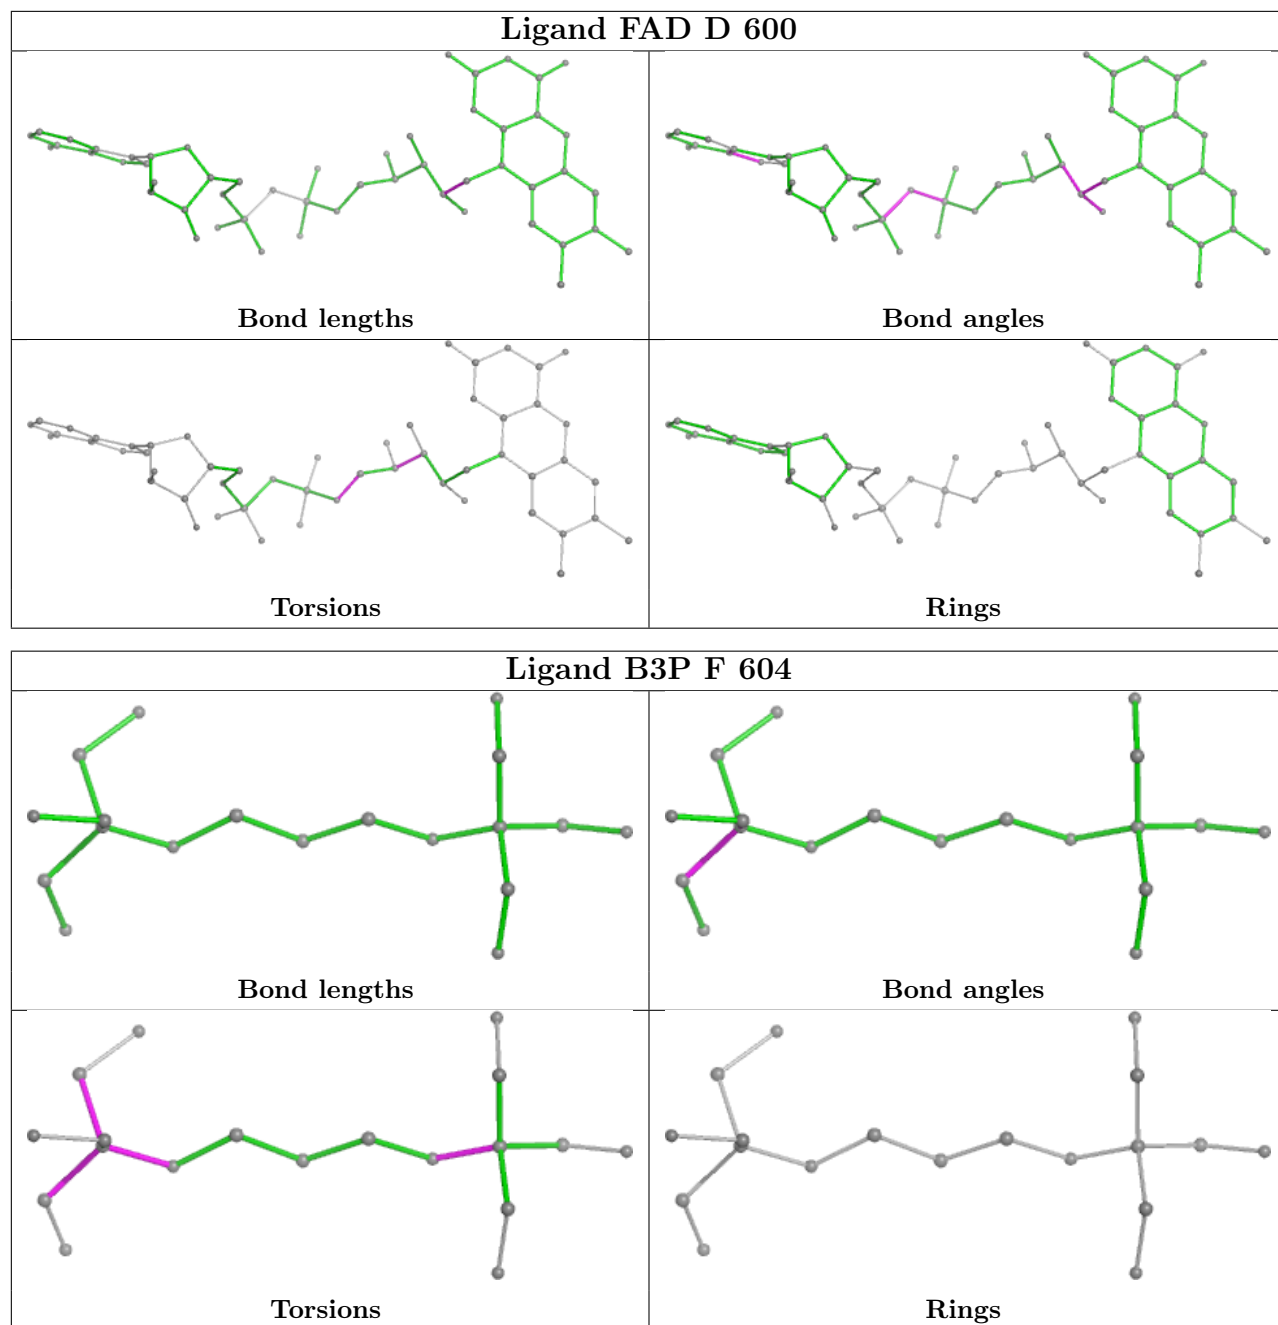 Ligand FAD D 600
Bond lengths
Bond angles
Torsions
Rings
Ligand B3P F 604
Bond lengths
Bond angles
Torsions
Rings